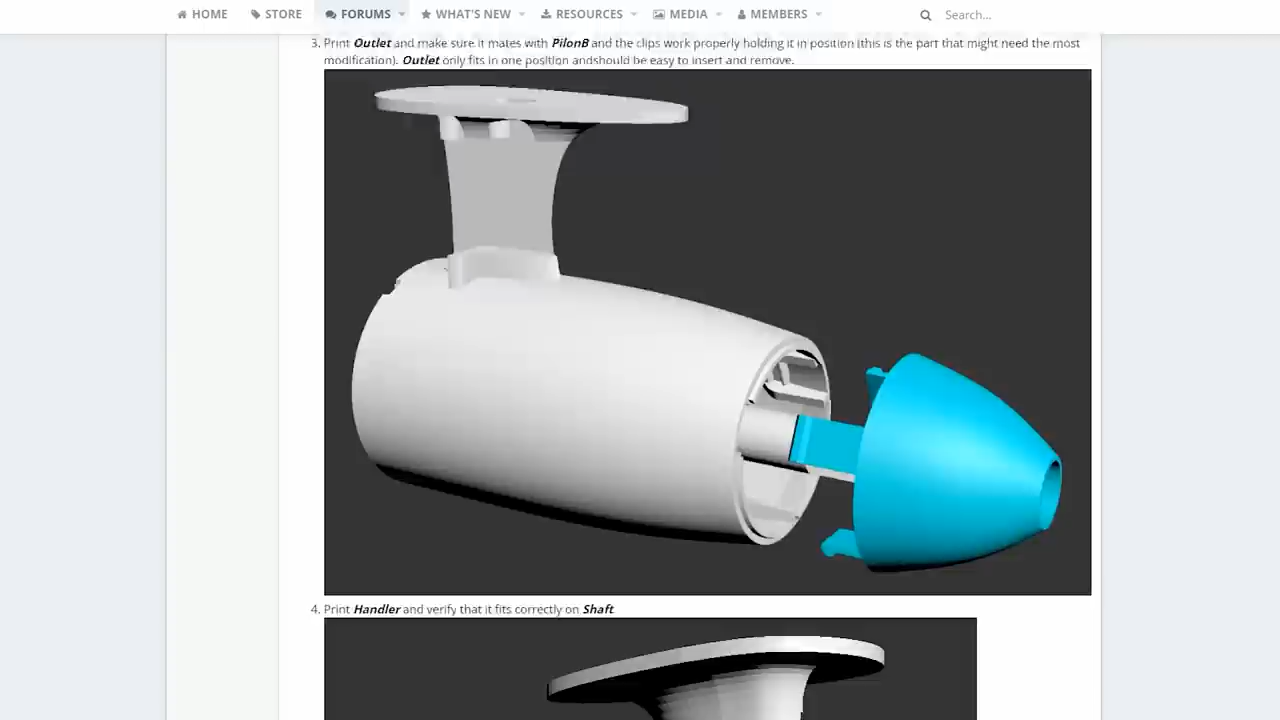 HOME STORE FORUMS WHAT'S NEW RESOURCES MEDIA MEMBERS Search...
3. Print Outlet and make sure it mates with PilonB and the clips work properly holding it in position (this is the part that might need the most
modification). Outlet only fits in one position andshould be easy to insert and remove.
4. Print Handler and verify that it fits correctly on Shaft